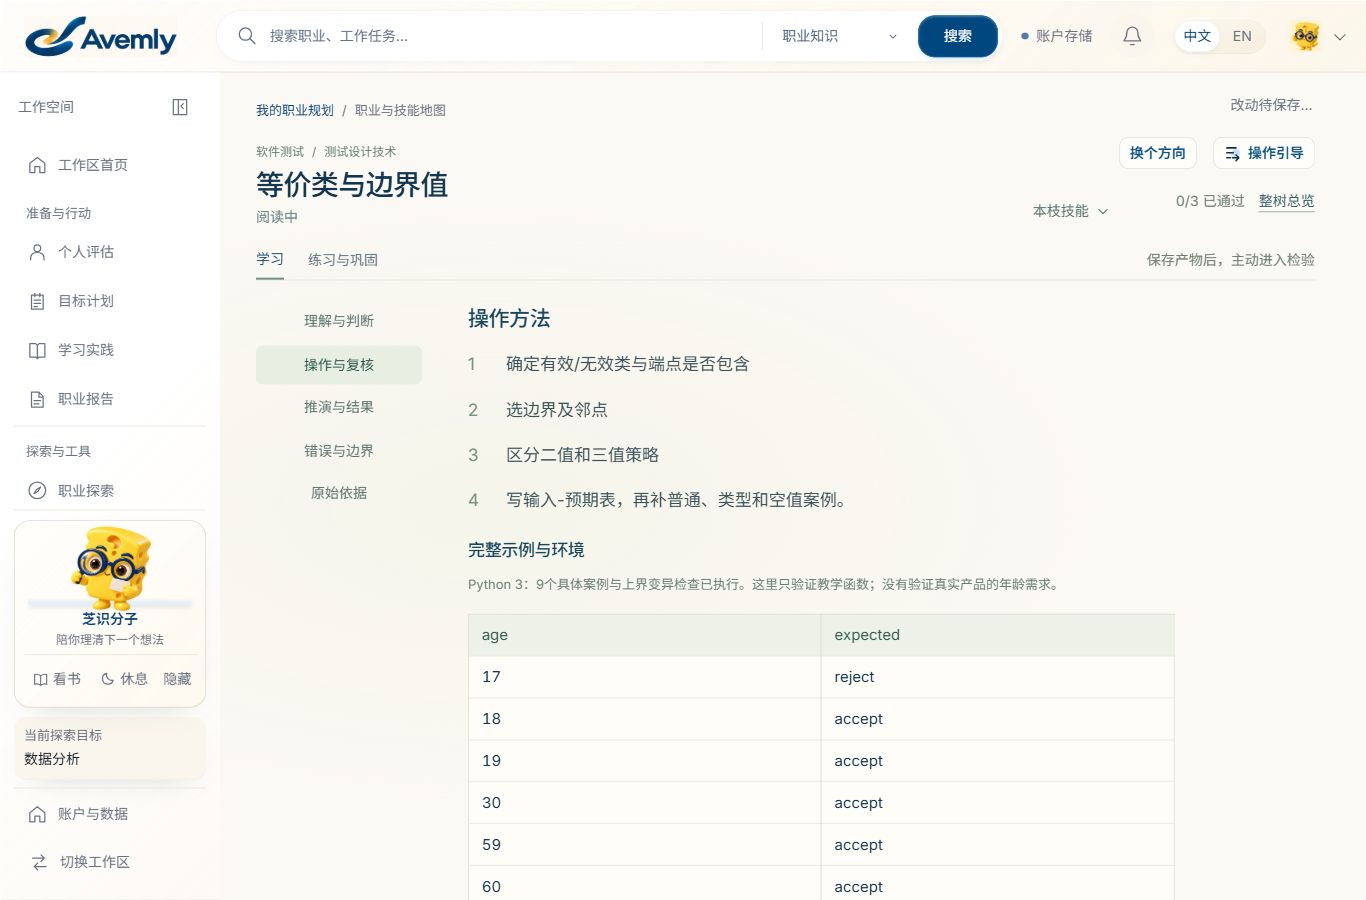 Avemly
搜索职业、工作任务...
职业知识
搜索
账户存储
中文
EN
工作空间
工作区首页
准备与行动
个人评估
目标计划
学习实践
职业报告
探索与工具
职业探索
芝识分子
陪你理清下一个想法
看书
休息
隐藏
当前探索目标
数据分析
账户与数据
切换工作区
我的职业规划 / 职业与技能地图
改动待保存...
软件测试 / 测试设计技术
等价类与边界值
阅读中
换个方向
操作引导
本枝技能
0/3 已通过
整树总览
学习
练习与巩固
保存产物后，主动进入检验
理解与判断
操作与复核
推演与结果
错误与边界
原始依据
操作方法
1 确定有效/无效类与端点是否包含
2 选边界及邻点
3 区分二值和三值策略
4 写输入-预期表，再补普通、类型和空值案例。
完整示例与环境
Python 3：9个具体案例与上界变异检查已执行。这里只验证教学函数；没有验证真实产品的年龄需求。
age expected
17 reject
18 accept
19 accept
30 accept
59 accept
60 accept